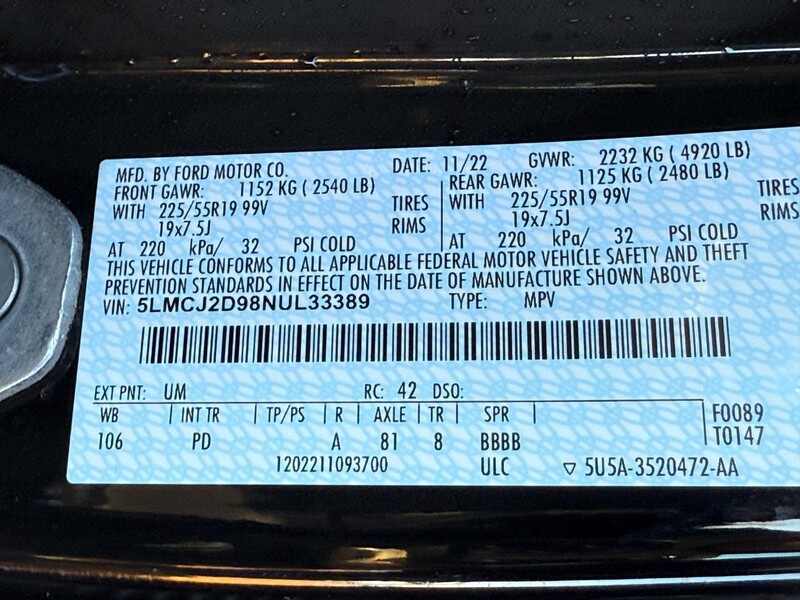 MFD. BY FORD MOTOR CO. DATE: 11/22 GVWR: 2232 KG ( 4920 LB)
FRONT GAWR: 1152 KG ( 2540 LB) REAR GAWR: 1125 KG ( 2480 LB)
WITH 225/55R19 99V TIRES WITH 225/55R19 99V TIRES
19x7.5J RIMS 19x7.5J RIMS
AT 220 kPa/ 32 PSI COLD AT 220 kPa/ 32 PSI COLD
THIS VEHICLE CONFORMS TO ALL APPLICABLE FEDERAL MOTOR VEHICLE SAFETY AND THEFT
PREVENTION STANDARDS IN EFFECT ON THE DATE OF MANUFACTURE SHOWN ABOVE.
VIN: 5LMCJ2D98NUL33389 TYPE: MPV
EXT PNT: UM RC: 42 DSO:
WB INT TR TP/PS R AXLE TR SPR F0089
106 PD A 81 8 BBBB T0147
1202211093700 ULC ▽ 5U5A-3520472-AA